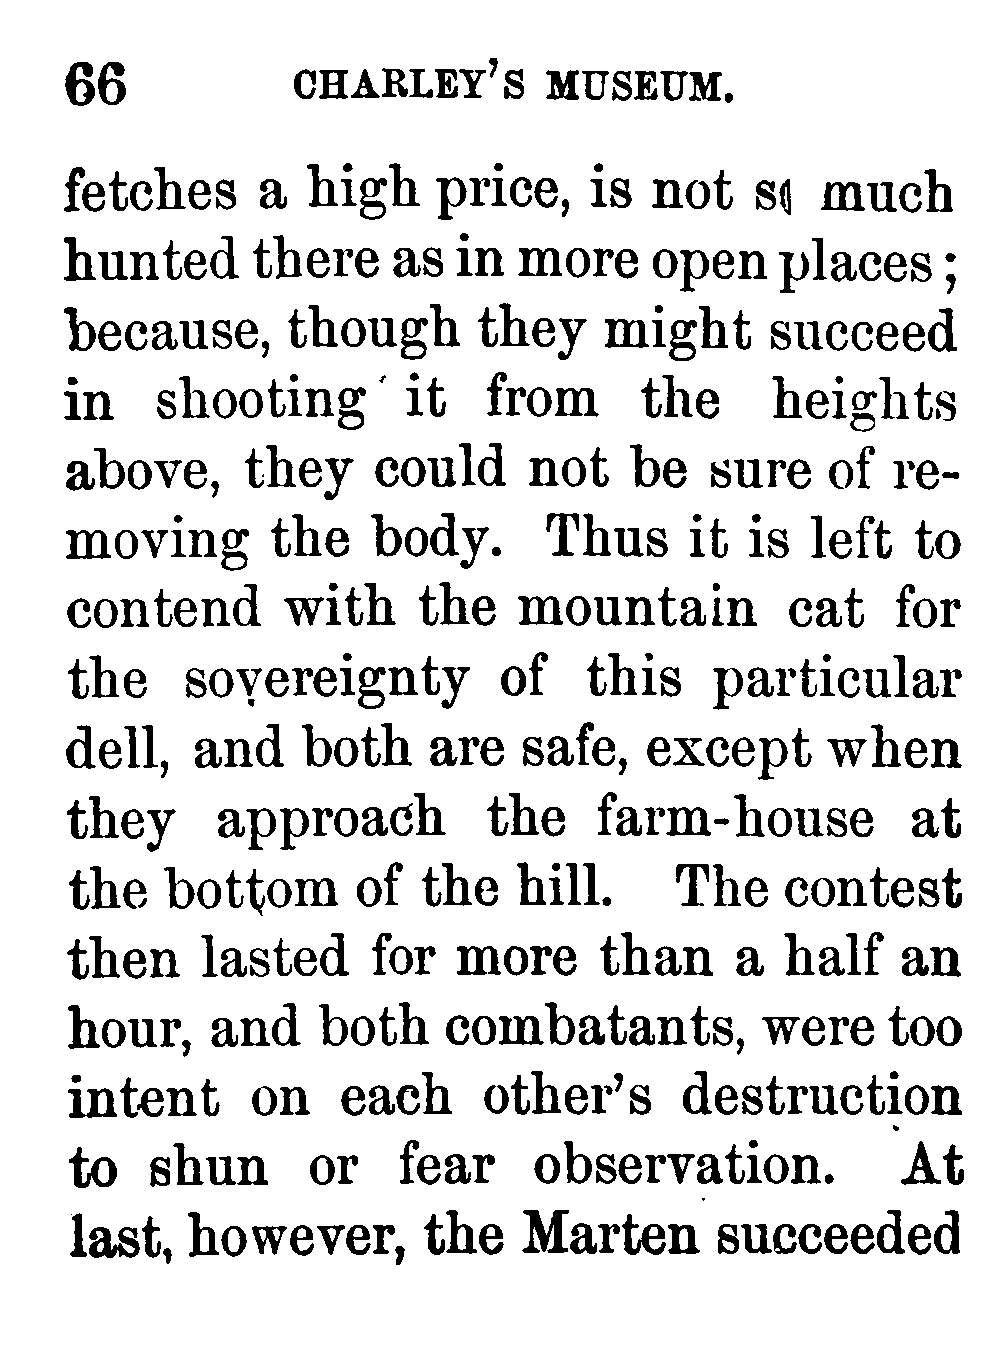 66 CHARLEY'S MUSEUM.
fetches a high price, is not so much
hunted there as in more open places;
because, though they might succeed
in shooting it from the heights
above, they could not be sure of re-
moving the body. Thus it is left to
contend with the mountain cat for
the sovereignty of this particular
dell, and both are safe, except when
they approach the farm-house at
the bottom of the hill. The contest
then lasted for more than a half an
hour, and both combatants, were too
intent on each other's destruction
to shun or fear observation. At
last, however, the Marten succeeded